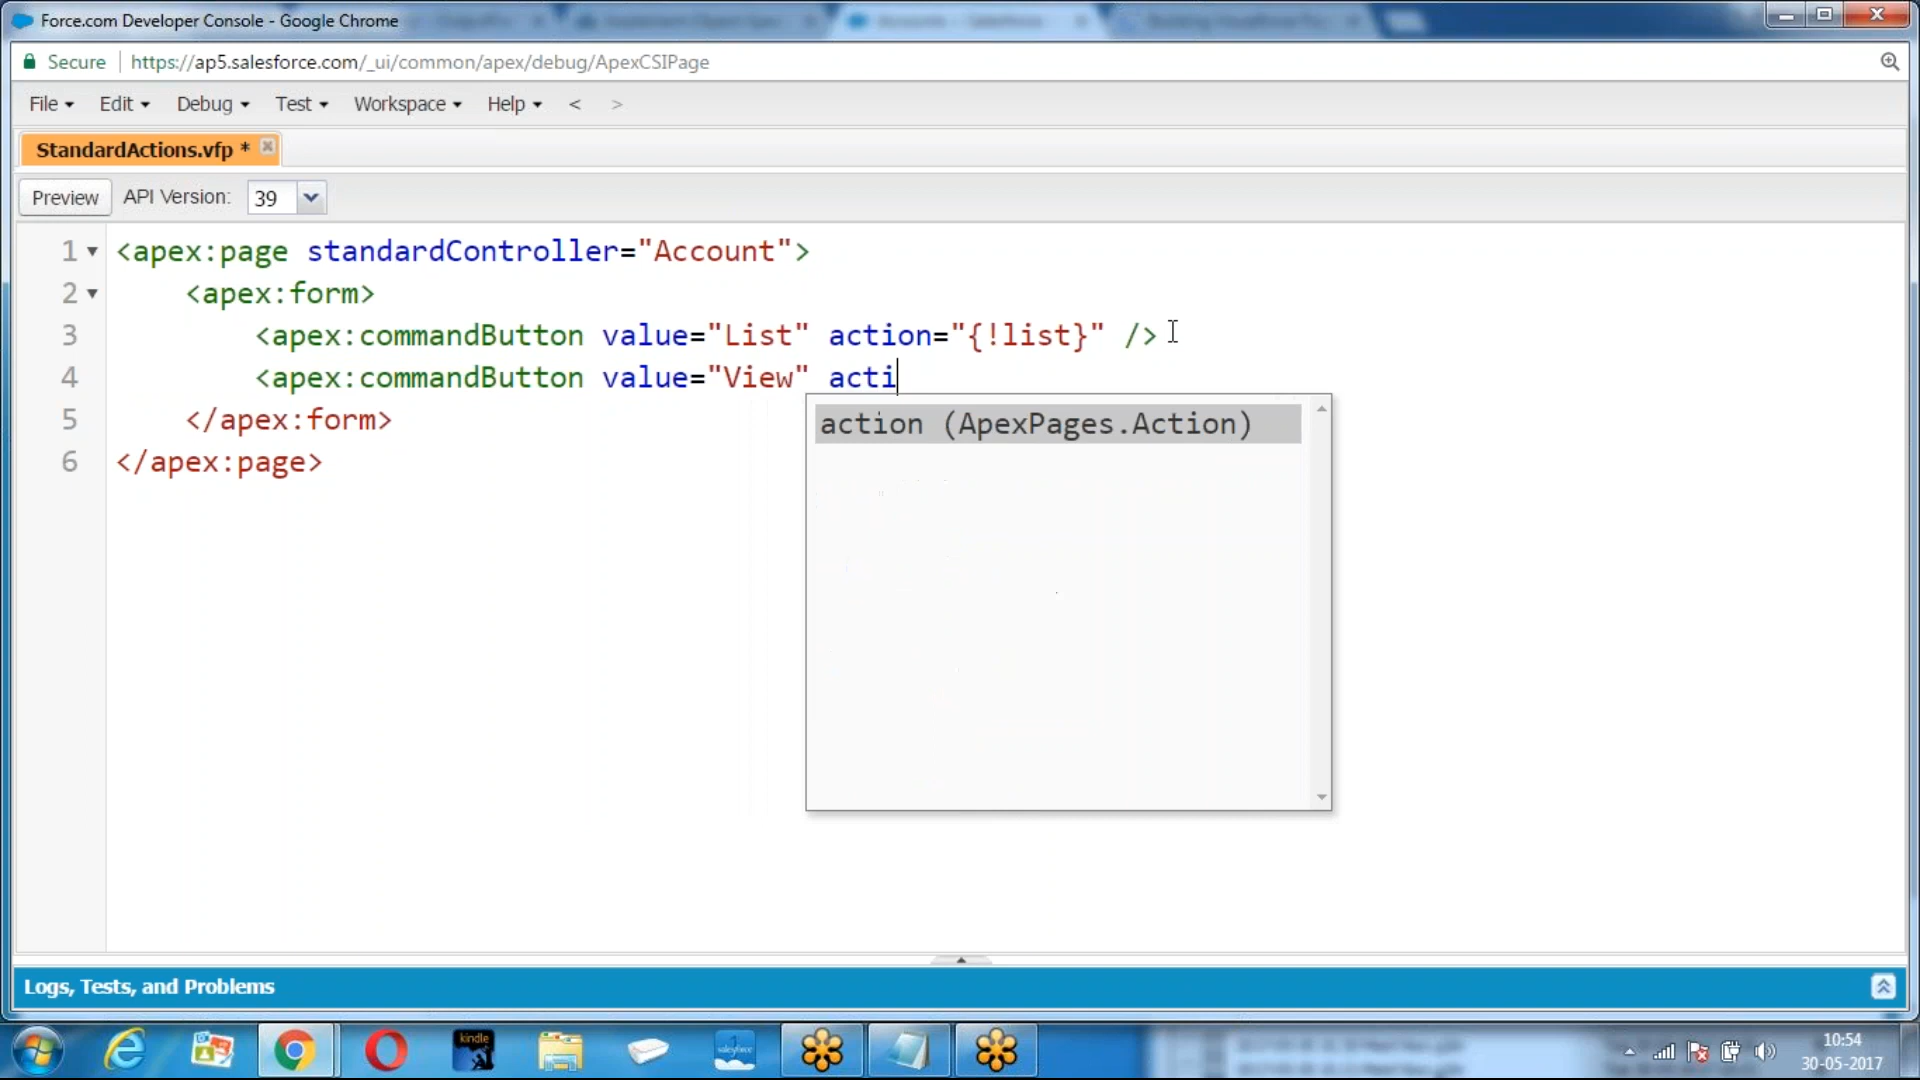 Force.com Developer Console - Google Chrome
Secure | https://ap5.salesforce.com/_ui/common/apex/debug/ApexCSIPage
File Edit Debug Test Workspace Help < >
StandardActions.vfp *
Preview API Version: 39
1 <apex:page standardController="Account">
2 <apex:form>
3 <apex:commandButton value="List" action="{!list}" />
4 <apex:commandButton value="View" acti
action (ApexPages.Action)
5 </apex:form>
6 </apex:page>
Logs, Tests, and Problems
kindle
salesforce
10:54
30-05-2017